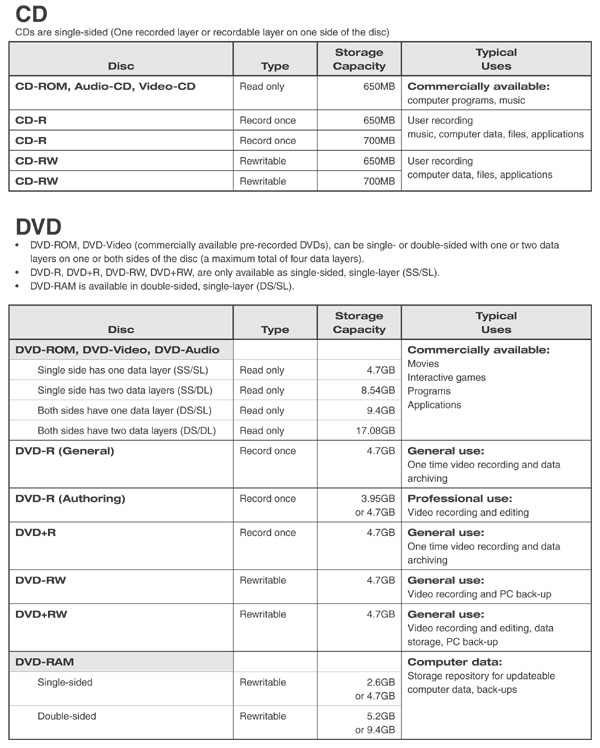 CD
CDs are single-sided (One recorded layer or recordable layer on one side of the disc)
Disc Type Storage Capacity Typical Uses
CD-ROM, Audio-CD, Video-CD Read only 650MB Commercially available:
computer programs, music
CD-R Record once 650MB User recording
music, computer data, files, applications
CD-R Record once 700MB
CD-RW Rewritable 650MB User recording
computer data, files, applications
CD-RW Rewritable 700MB
DVD
• DVD-ROM, DVD-Video (commercially available pre-recorded DVDs), can be single- or double-sided with one or two data
layers on one or both sides of the disc (a maximum total of four data layers).
• DVD-R, DVD+R, DVD-RW, DVD+RW, are only available as single-sided, single-layer (SS/SL).
• DVD-RAM is available in double-sided, single-layer (DS/SL).
Disc Type Storage Capacity Typical Uses
DVD-ROM, DVD-Video, DVD-Audio Commercially available:
Movies
Single side has one data layer (SS/SL) Read only 4.7GB
Interactive games
Single side has two data layers (SS/DL) Read only 8.54GB Programs
Applications
Both sides have one data layer (DS/SL) Read only 9.4GB
Both sides have two data layers (DS/DL) Read only 17.08GB
DVD-R (General) Record once 4.7GB General use:
One time video recording and data
archiving
DVD-R (Authoring) Record once 3.95GB Professional use:
or 4.7GB Video recording and editing
DVD+R Record once 4.7GB General use:
One time video recording and data
archiving
DVD-RW Rewritable 4.7GB General use:
Video recording and PC back-up
DVD+RW Rewritable 4.7GB General use:
Video recording and editing, data
storage, PC back-up
DVD-RAM Computer data:
Storage repository for updateable
Single-sided Rewritable 2.6GB
or 4.7GB computer data, back-ups
Double-sided Rewritable 5.2GB
or 9.4GB